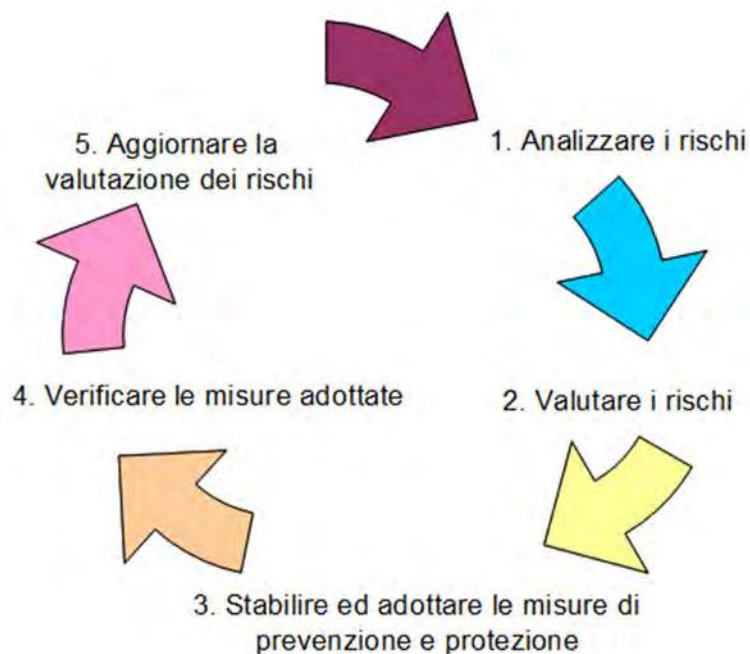 1. Analizzare i rischi
2. Valutare i rischi
3. Stabilire ed adottare le misure di
prevenzione e protezione
4. Verificare le misure adottate
5. Aggiornare la
valutazione dei rischi